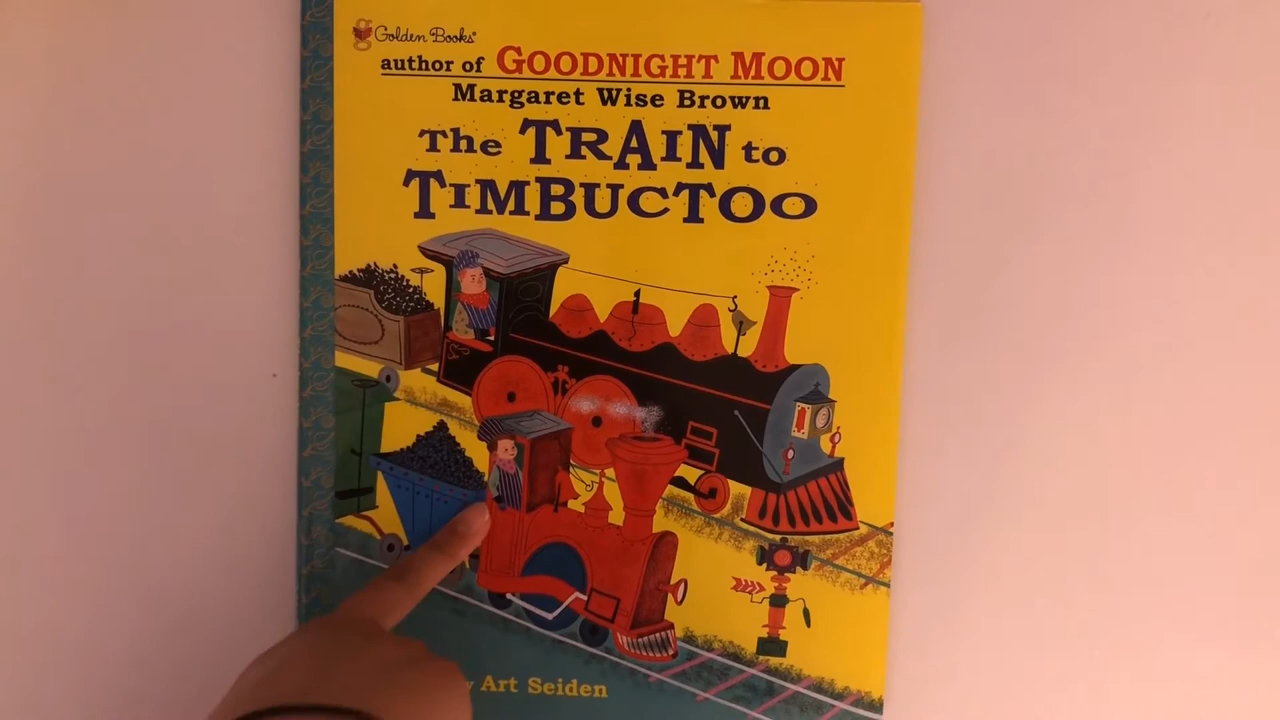 Golden Books®
author of GOODNIGHT MOON
Margaret Wise Brown
The TRAIN to
TIMBUCTOO
Art Seiden